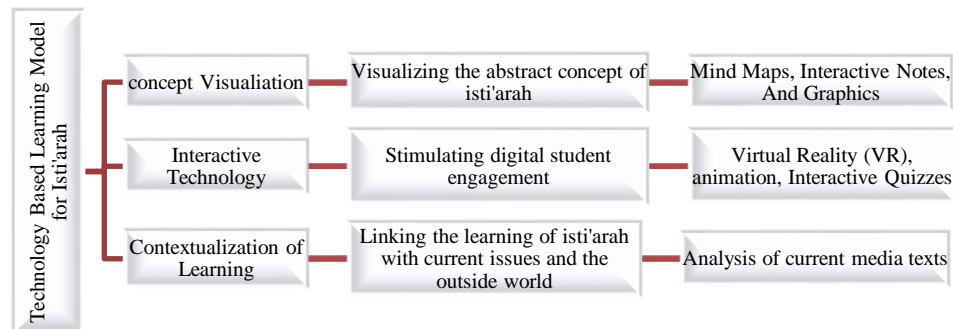 Technology Based Learning Model
for Isti'arah
concept Visualiation
Visualizing the abstract concept of
isti'arah
Mind Maps, Interactive Notes,
And Graphics
Interactive
Technology
Stimulating digital student
engagement
Virtual Reality (VR),
animation, Interactive Quizzes
Contextualization of
Learning
Linking the learning of isti'arah
with current issues and the
outside world
Analysis of current media texts